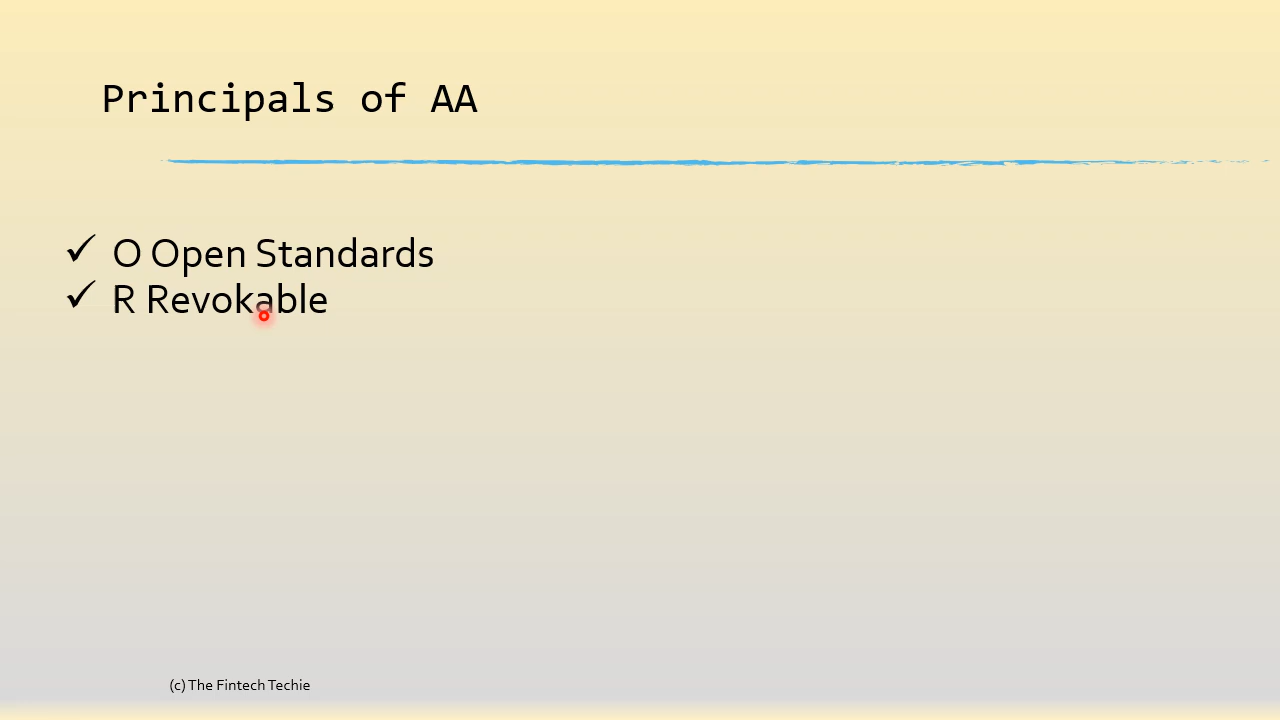 Principals of AA
✓ O Open Standards
✓ R Revokable
(c) The Fintech Techie